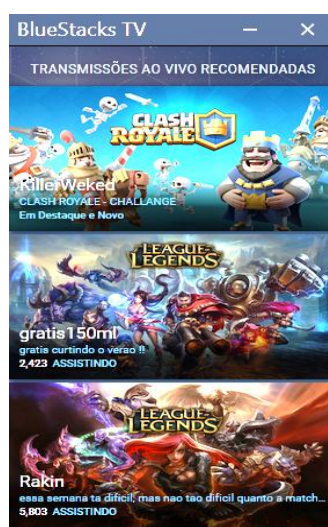 BlueStacks TV
TRANSMISSÕES AO VIVO RECOMENDADAS
CLASH
ROYALE
KillerWeked
CLASH ROYALE - CHALLANGE
Em Destaque e Novo
LEAGUE OF
LEGENDS
gratis150ml
gratis curtindo o verao !!
2,423 ASSISTINDO
LEAGUE OF
LEGENDS
Rakin
essa semana ta dificil, mas nao tao dificil quanto a match...
5,803 ASSISTINDO